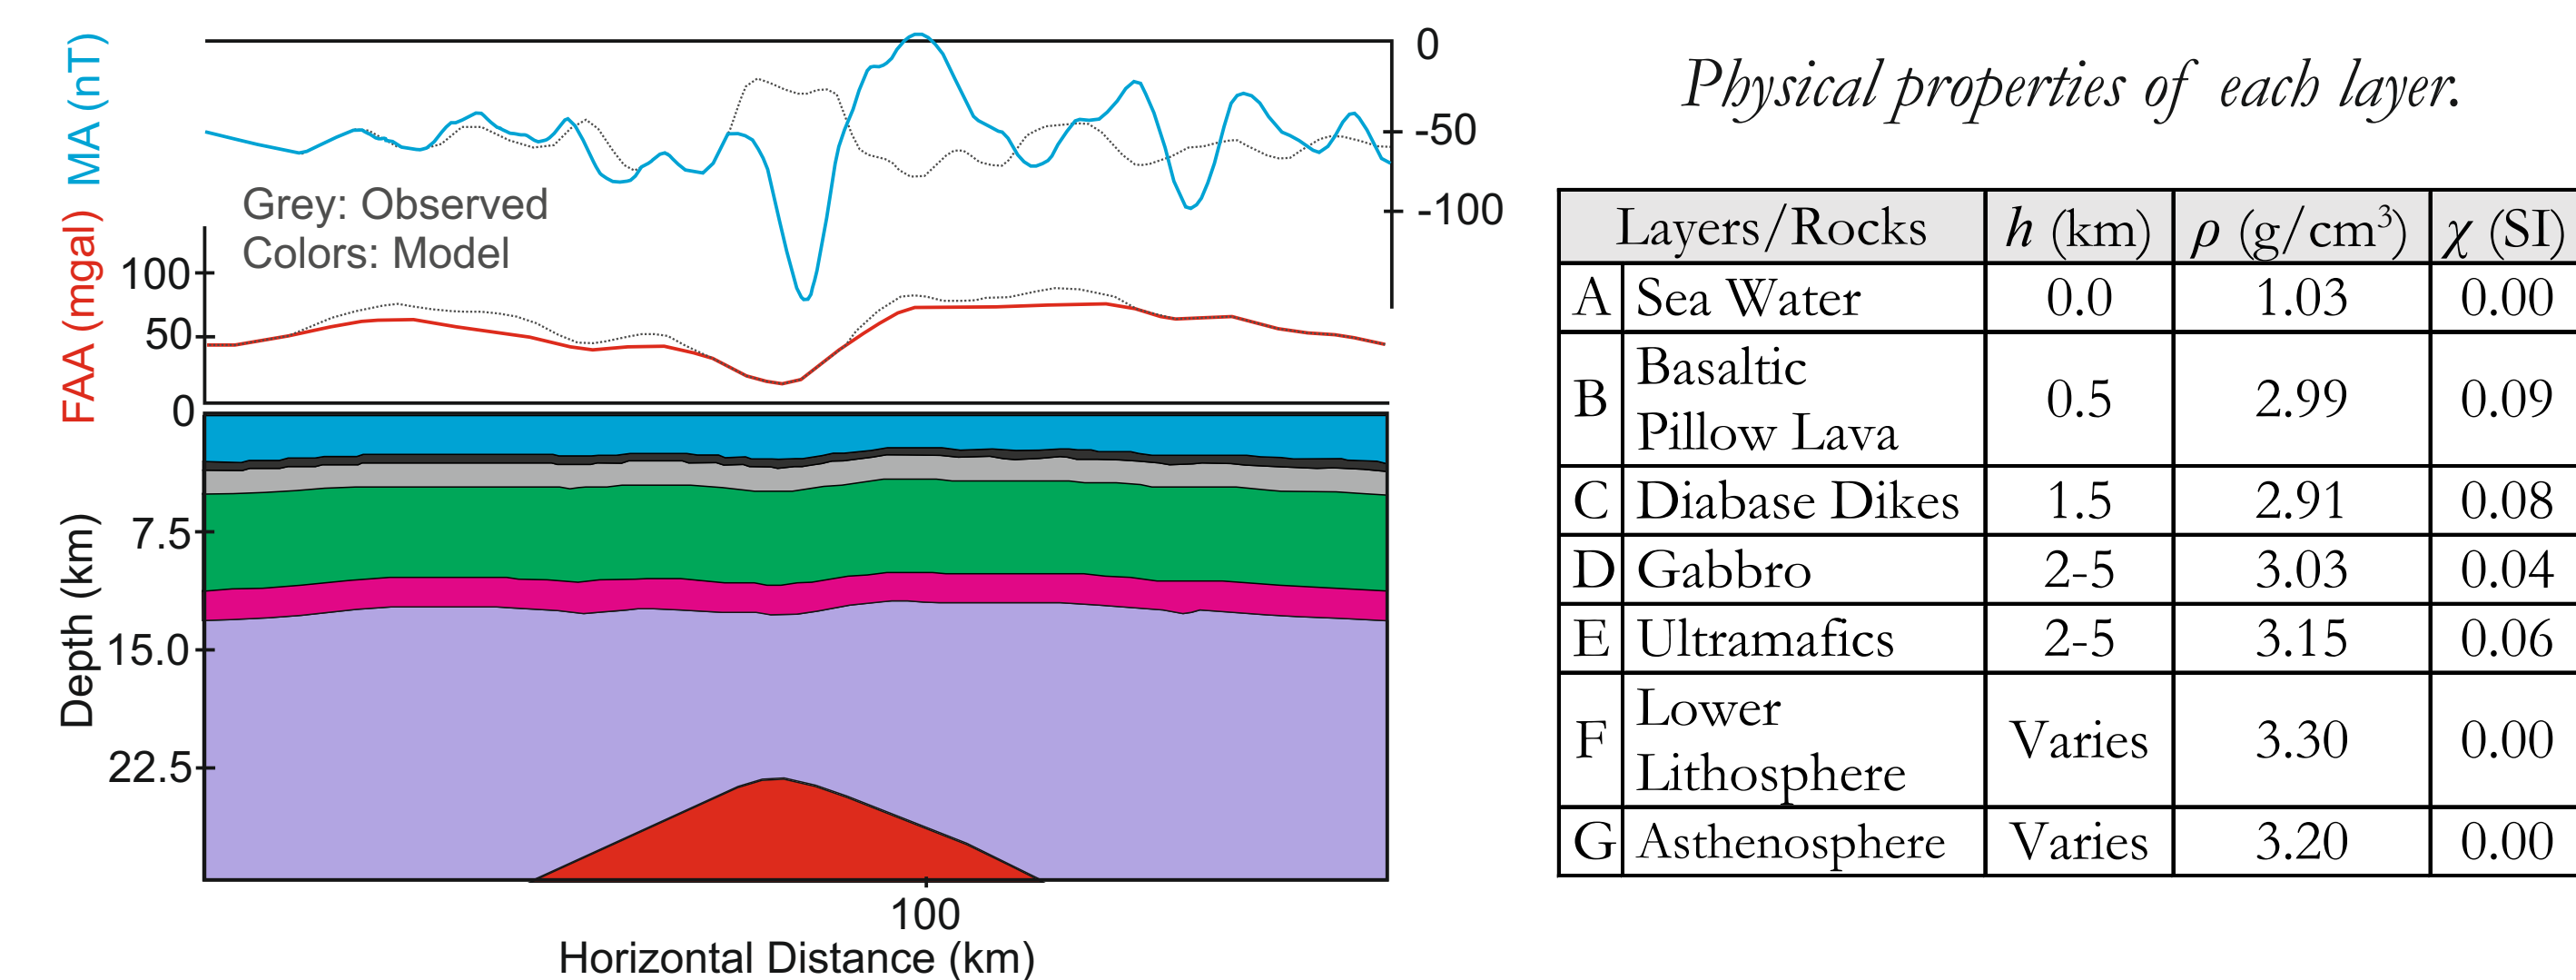 MA (nT)
FAA (mgal)
Depth (km)
0
-50
-100
Grey: Observed
Colors: Model
100
50
0
7.5
15.0
22.5
100
Horizontal Distance (km)
Physical properties of each layer.
Layers/Rocks h (km) ρ (g/cm³) χ (SI)
A Sea Water 0.0 1.03 0.00
B Basaltic
Pillow Lava 0.5 2.99 0.09
C Diabase Dikes 1.5 2.91 0.08
D Gabbro 2-5 3.03 0.04
E Ultramafics 2-5 3.15 0.06
F Lower
Lithosphere Varies 3.30 0.00
G Asthenosphere Varies 3.20 0.00